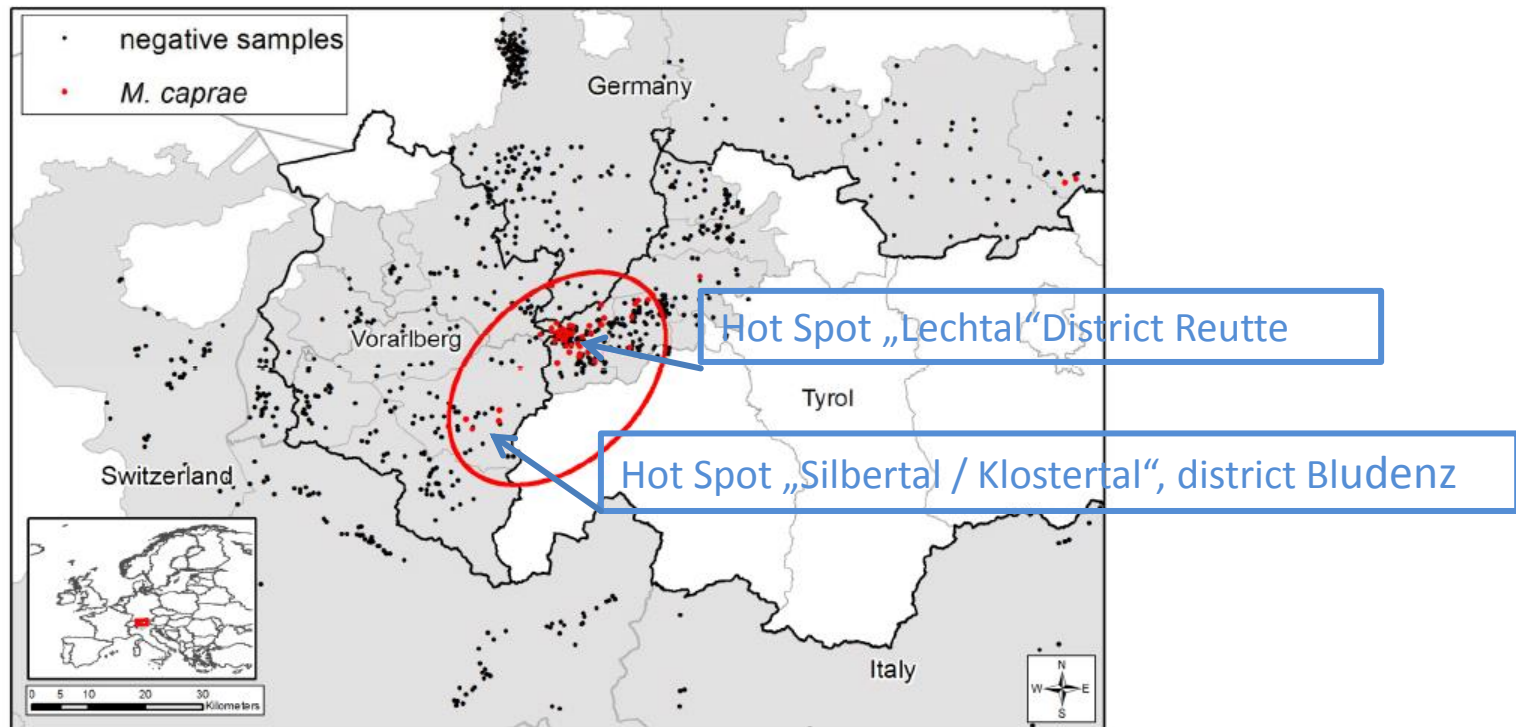 negative samples
M. caprae
Germany
Vorarlberg
Hot Spot „Lechtal“District Reutte
Tyrol
Switzerland
Hot Spot „Silbertal / Klostertal“, district Bludenz
Italy
0 5 10 20 30
Kilometers
N
W E
S